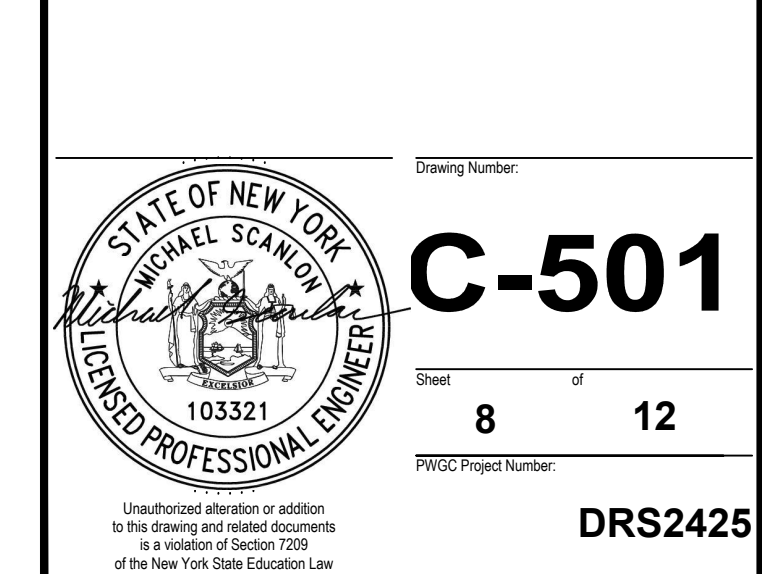 STATE OF NEW YORK
MICHAEL SCANLON
Michael Scanlon
EXCELSIOR
103321
LICENSED PROFESSIONAL ENGINEER
Unauthorized alteration or addition
to this drawing and related documents
is a violation of Section 7209
of the New York State Education Law
Drawing Number:
C-501
Sheet of
8 12
PWGC Project Number:
DRS2425